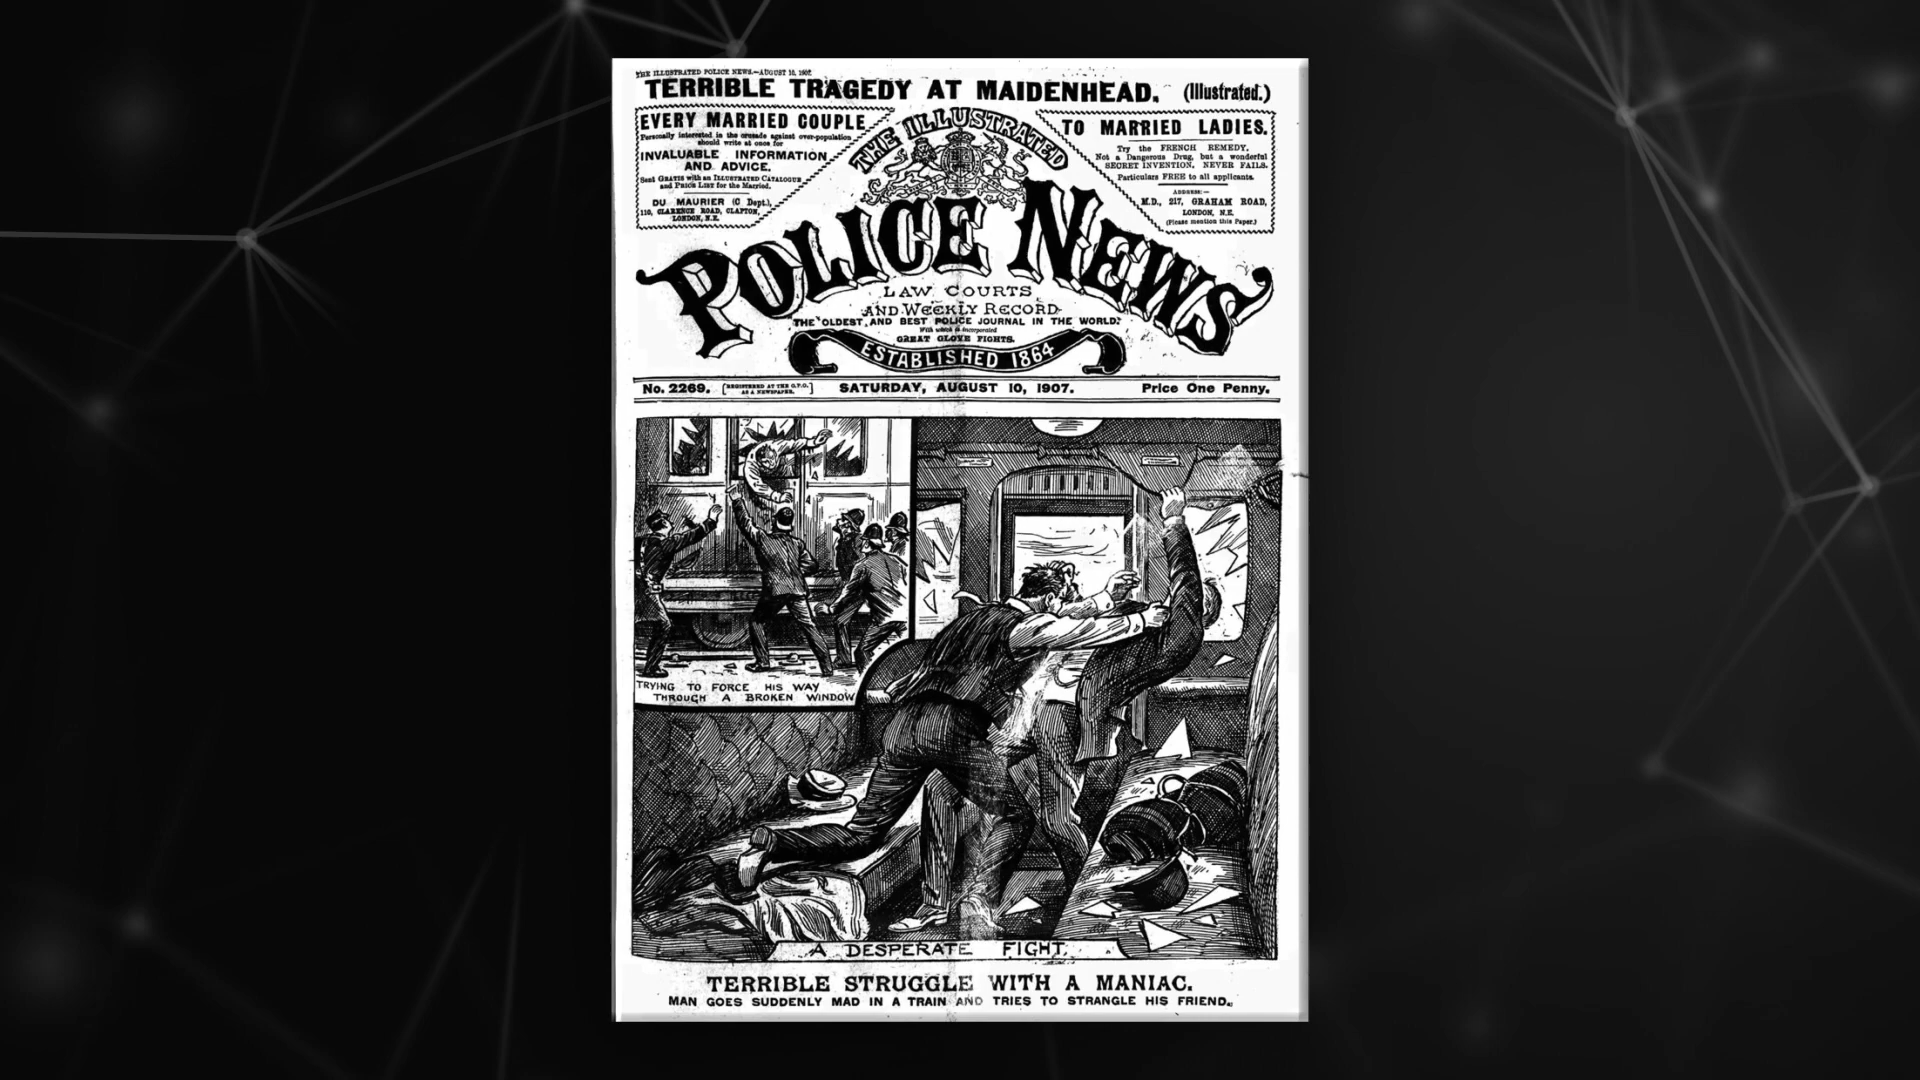 THE ILLUSTRATED POLICE NEWS.—AUGUST 10, 1907.
TERRIBLE TRAGEDY AT MAIDENHEAD. (Illustrated.)
EVERY MARRIED COUPLE
Personally interested in the crusade against over-population
should write at once for
INVALUABLE INFORMATION
AND ADVICE.
Sent GRATIS with an ILLUSTRATED CATALOGUE
and PRICE LIST for the Married.
DU MAURIER (C Dept.),
110, CLARENCE ROAD, CLAPTON,
LONDON, N.E.
THE ILLUSTRATED
POLICE NEWS
TO MARRIED LADIES.
Try the FRENCH REMEDY,
Not a Dangerous Drug, but a wonderful
SECRET INVENTION, NEVER FAILS.
Particulars FREE to all applicants.
ADDRESS:—
M.D., 217, GRAHAM ROAD,
LONDON, N.E.
(Please mention this Paper.)
LAW COURTS
AND WEEKLY RECORD
THE OLDEST AND BEST POLICE JOURNAL IN THE WORLD.
With which is incorporated
GREAT GLOVE FIGHTS.
ESTABLISHED 1864
No. 2269. [REGISTERED AT THE G.P.O. AS A NEWSPAPER.] SATURDAY, AUGUST 10, 1907. Price One Penny.
TRYING TO FORCE HIS WAY
THROUGH A BROKEN WINDOW
A DESPERATE FIGHT.
TERRIBLE STRUGGLE WITH A MANIAC.
MAN GOES SUDDENLY MAD IN A TRAIN AND TRIES TO STRANGLE HIS FRIEND.